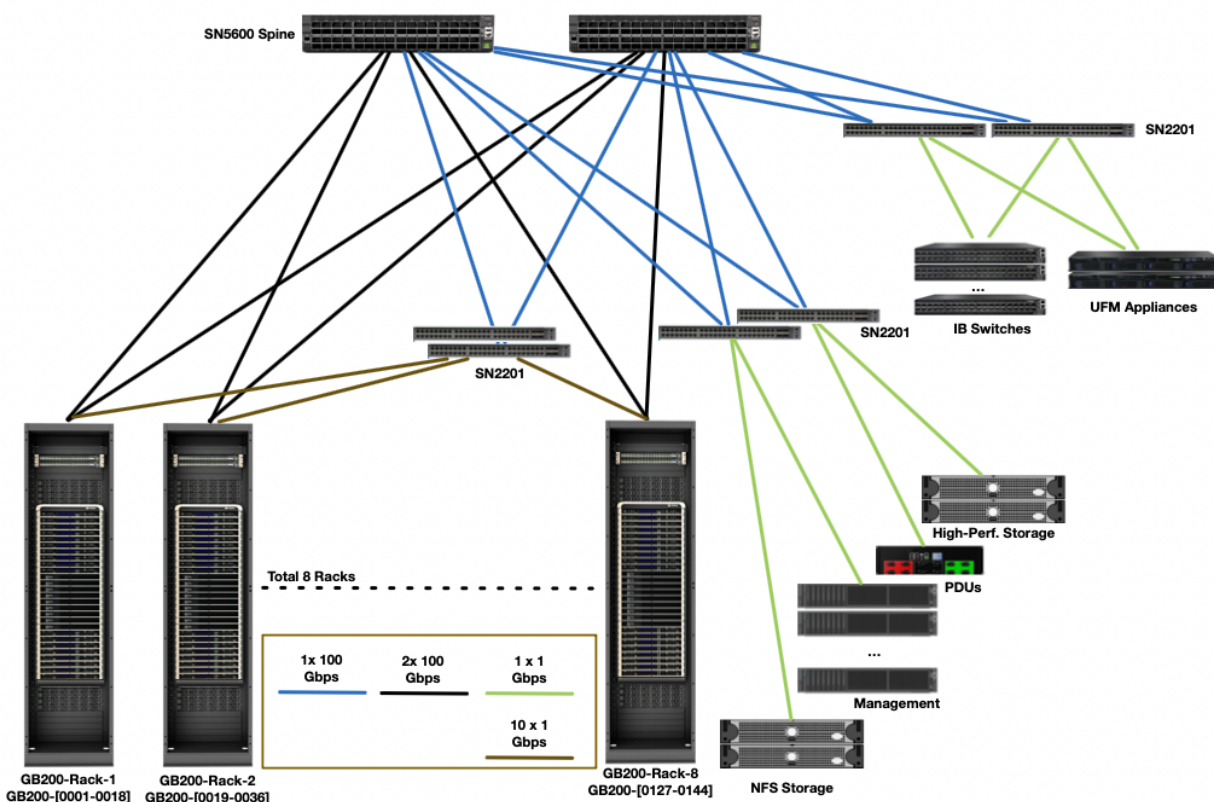 SN5600 Spine
SN2201
IB Switches
UFM Appliances
...
SN2201
SN2201
High-Perf. Storage
PDUs
Total 8 Racks
1x 100
Gbps
2x 100
Gbps
1 x 1
Gbps
10 x 1
Gbps
...
Management
NFS Storage
GB200-Rack-1
GB200-[0001-0018]
GB200-Rack-2
GB200-[0019-0036]
GB200-Rack-8
GB200-[0127-0144]